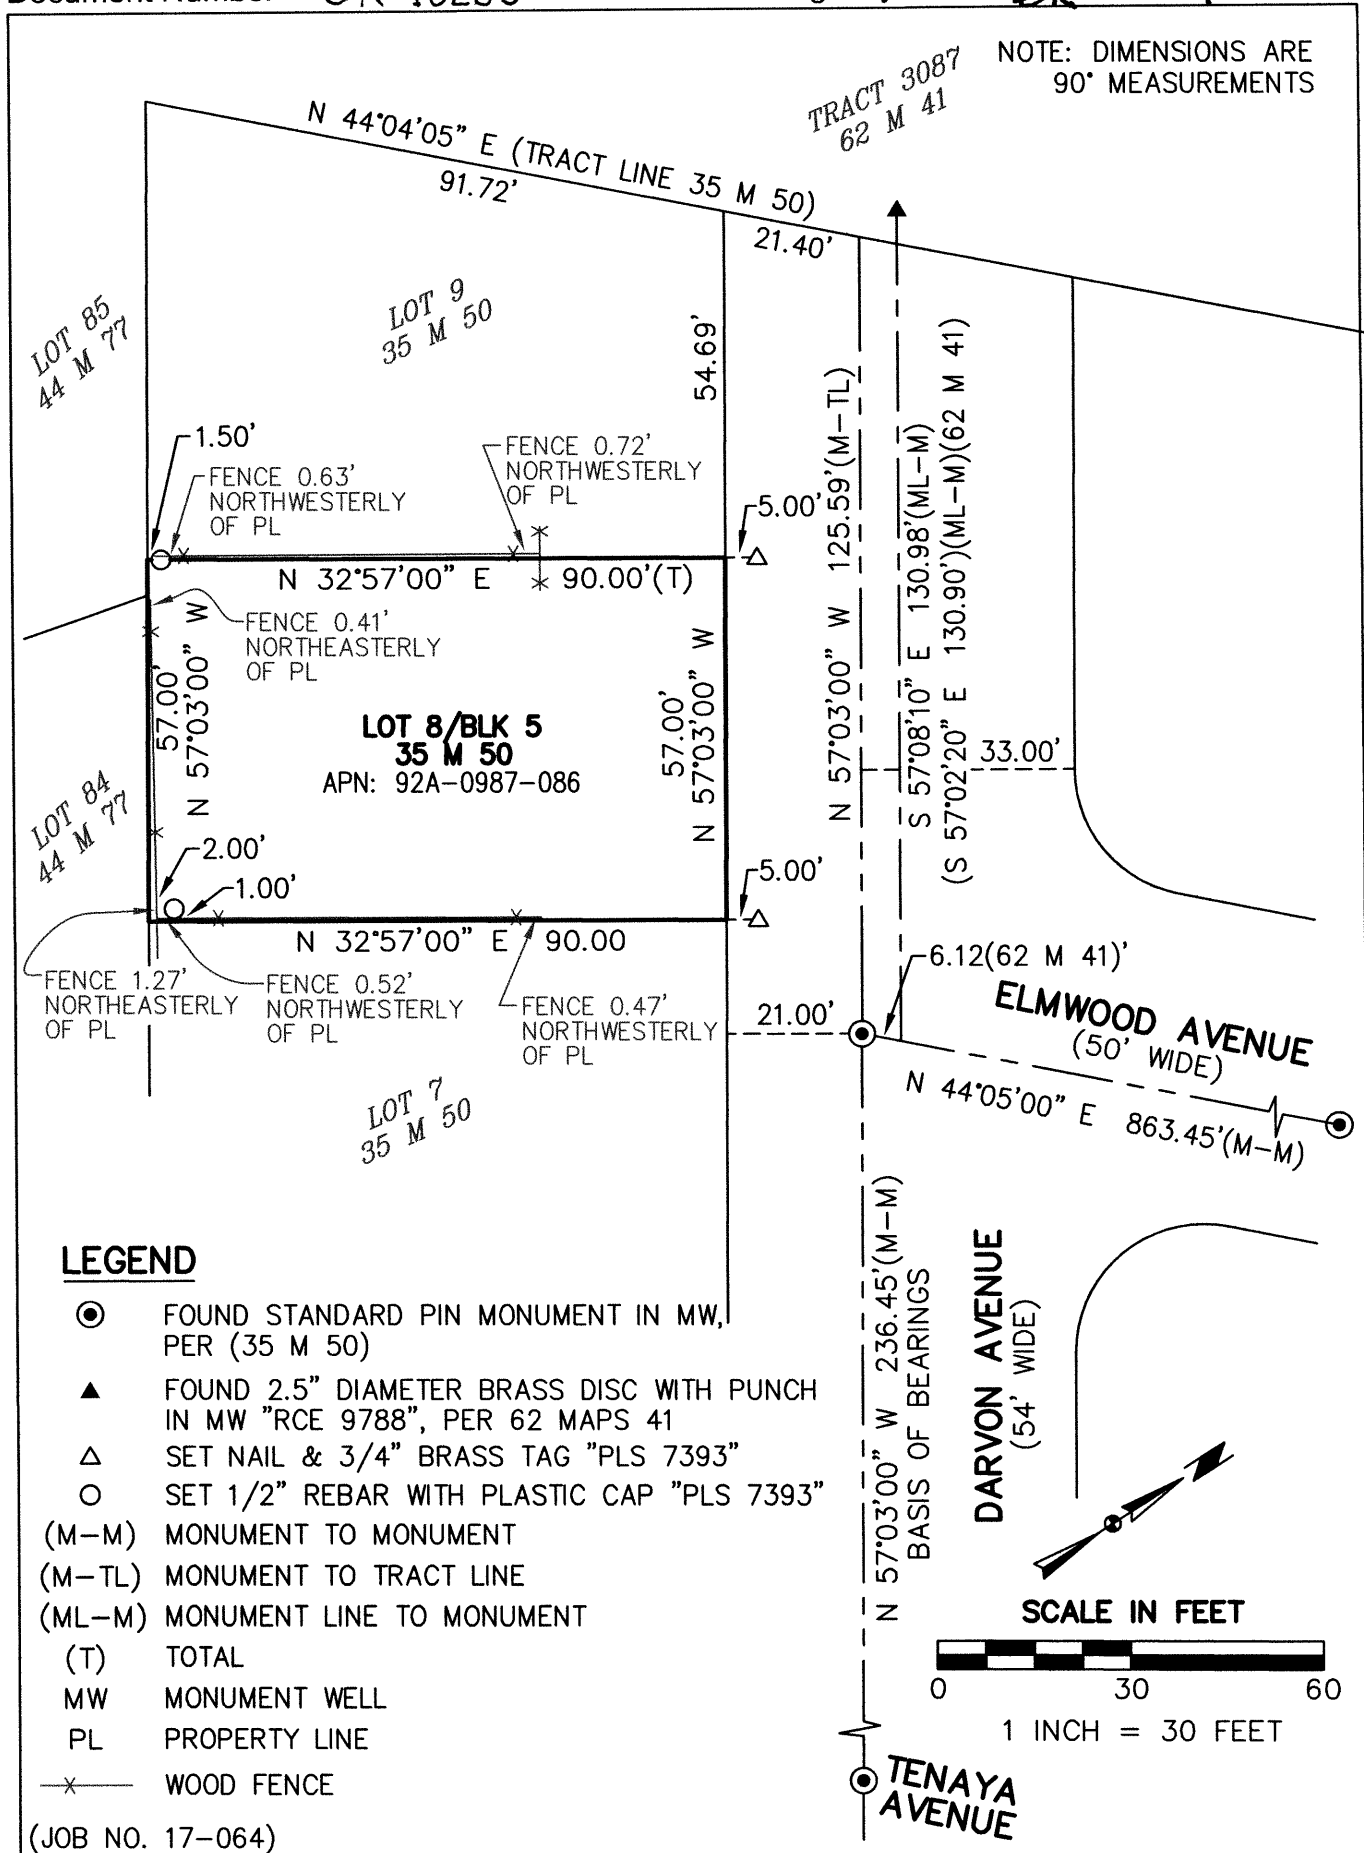 NOTE: DIMENSIONS ARE
90° MEASUREMENTS
TRACT 3087
62 M 41
N 44°04'05" E (TRACT LINE 35 M 50)
91.72'
21.40'
LOT 85
44 M 77
LOT 9
35 M 50
54.69'
1.50'
FENCE 0.63'
NORTHWESTERLY
OF PL
FENCE 0.72'
NORTHWESTERLY
OF PL
5.00'
N 32°57'00" E
90.00'(T)
FENCE 0.41'
NORTHEASTERLY
OF PL
57.00'
N 57°03'00" W
LOT 8/BLK 5
35 M 50
APN: 92A-0987-086
57.00'
N 57°03'00" W
N 57°03'00" W 125.59'(M-TL)
S 57°08'10" E 130.98'(ML-M)
(S 57°02'20" E 130.90')(ML-M)(62 M 41)
33.00'
LOT 84
44 M 77
2.00'
1.00'
5.00'
N 32°57'00" E 90.00
FENCE 1.27'
NORTHEASTERLY
OF PL
FENCE 0.52'
NORTHWESTERLY
OF PL
FENCE 0.47'
NORTHWESTERLY
OF PL
21.00'
6.12(62 M 41)'
ELMWOOD AVENUE
(50' WIDE)
N 44°05'00" E 863.45'(M-M)
LOT 7
35 M 50
N 57°03'00" W 236.45'(M-M)
BASIS OF BEARINGS
DARVON AVENUE
(54' WIDE)
LEGEND
FOUND STANDARD PIN MONUMENT IN MW,
PER (35 M 50)
FOUND 2.5" DIAMETER BRASS DISC WITH PUNCH
IN MW "RCE 9788", PER 62 MAPS 41
SET NAIL & 3/4" BRASS TAG "PLS 7393"
SET 1/2" REBAR WITH PLASTIC CAP "PLS 7393"
(M-M) MONUMENT TO MONUMENT
(M-TL) MONUMENT TO TRACT LINE
(ML-M) MONUMENT LINE TO MONUMENT
(T) TOTAL
MW MONUMENT WELL
PL PROPERTY LINE
WOOD FENCE
(JOB NO. 17-064)
SCALE IN FEET
0 30 60
1 INCH = 30 FEET
TENAYA
AVENUE